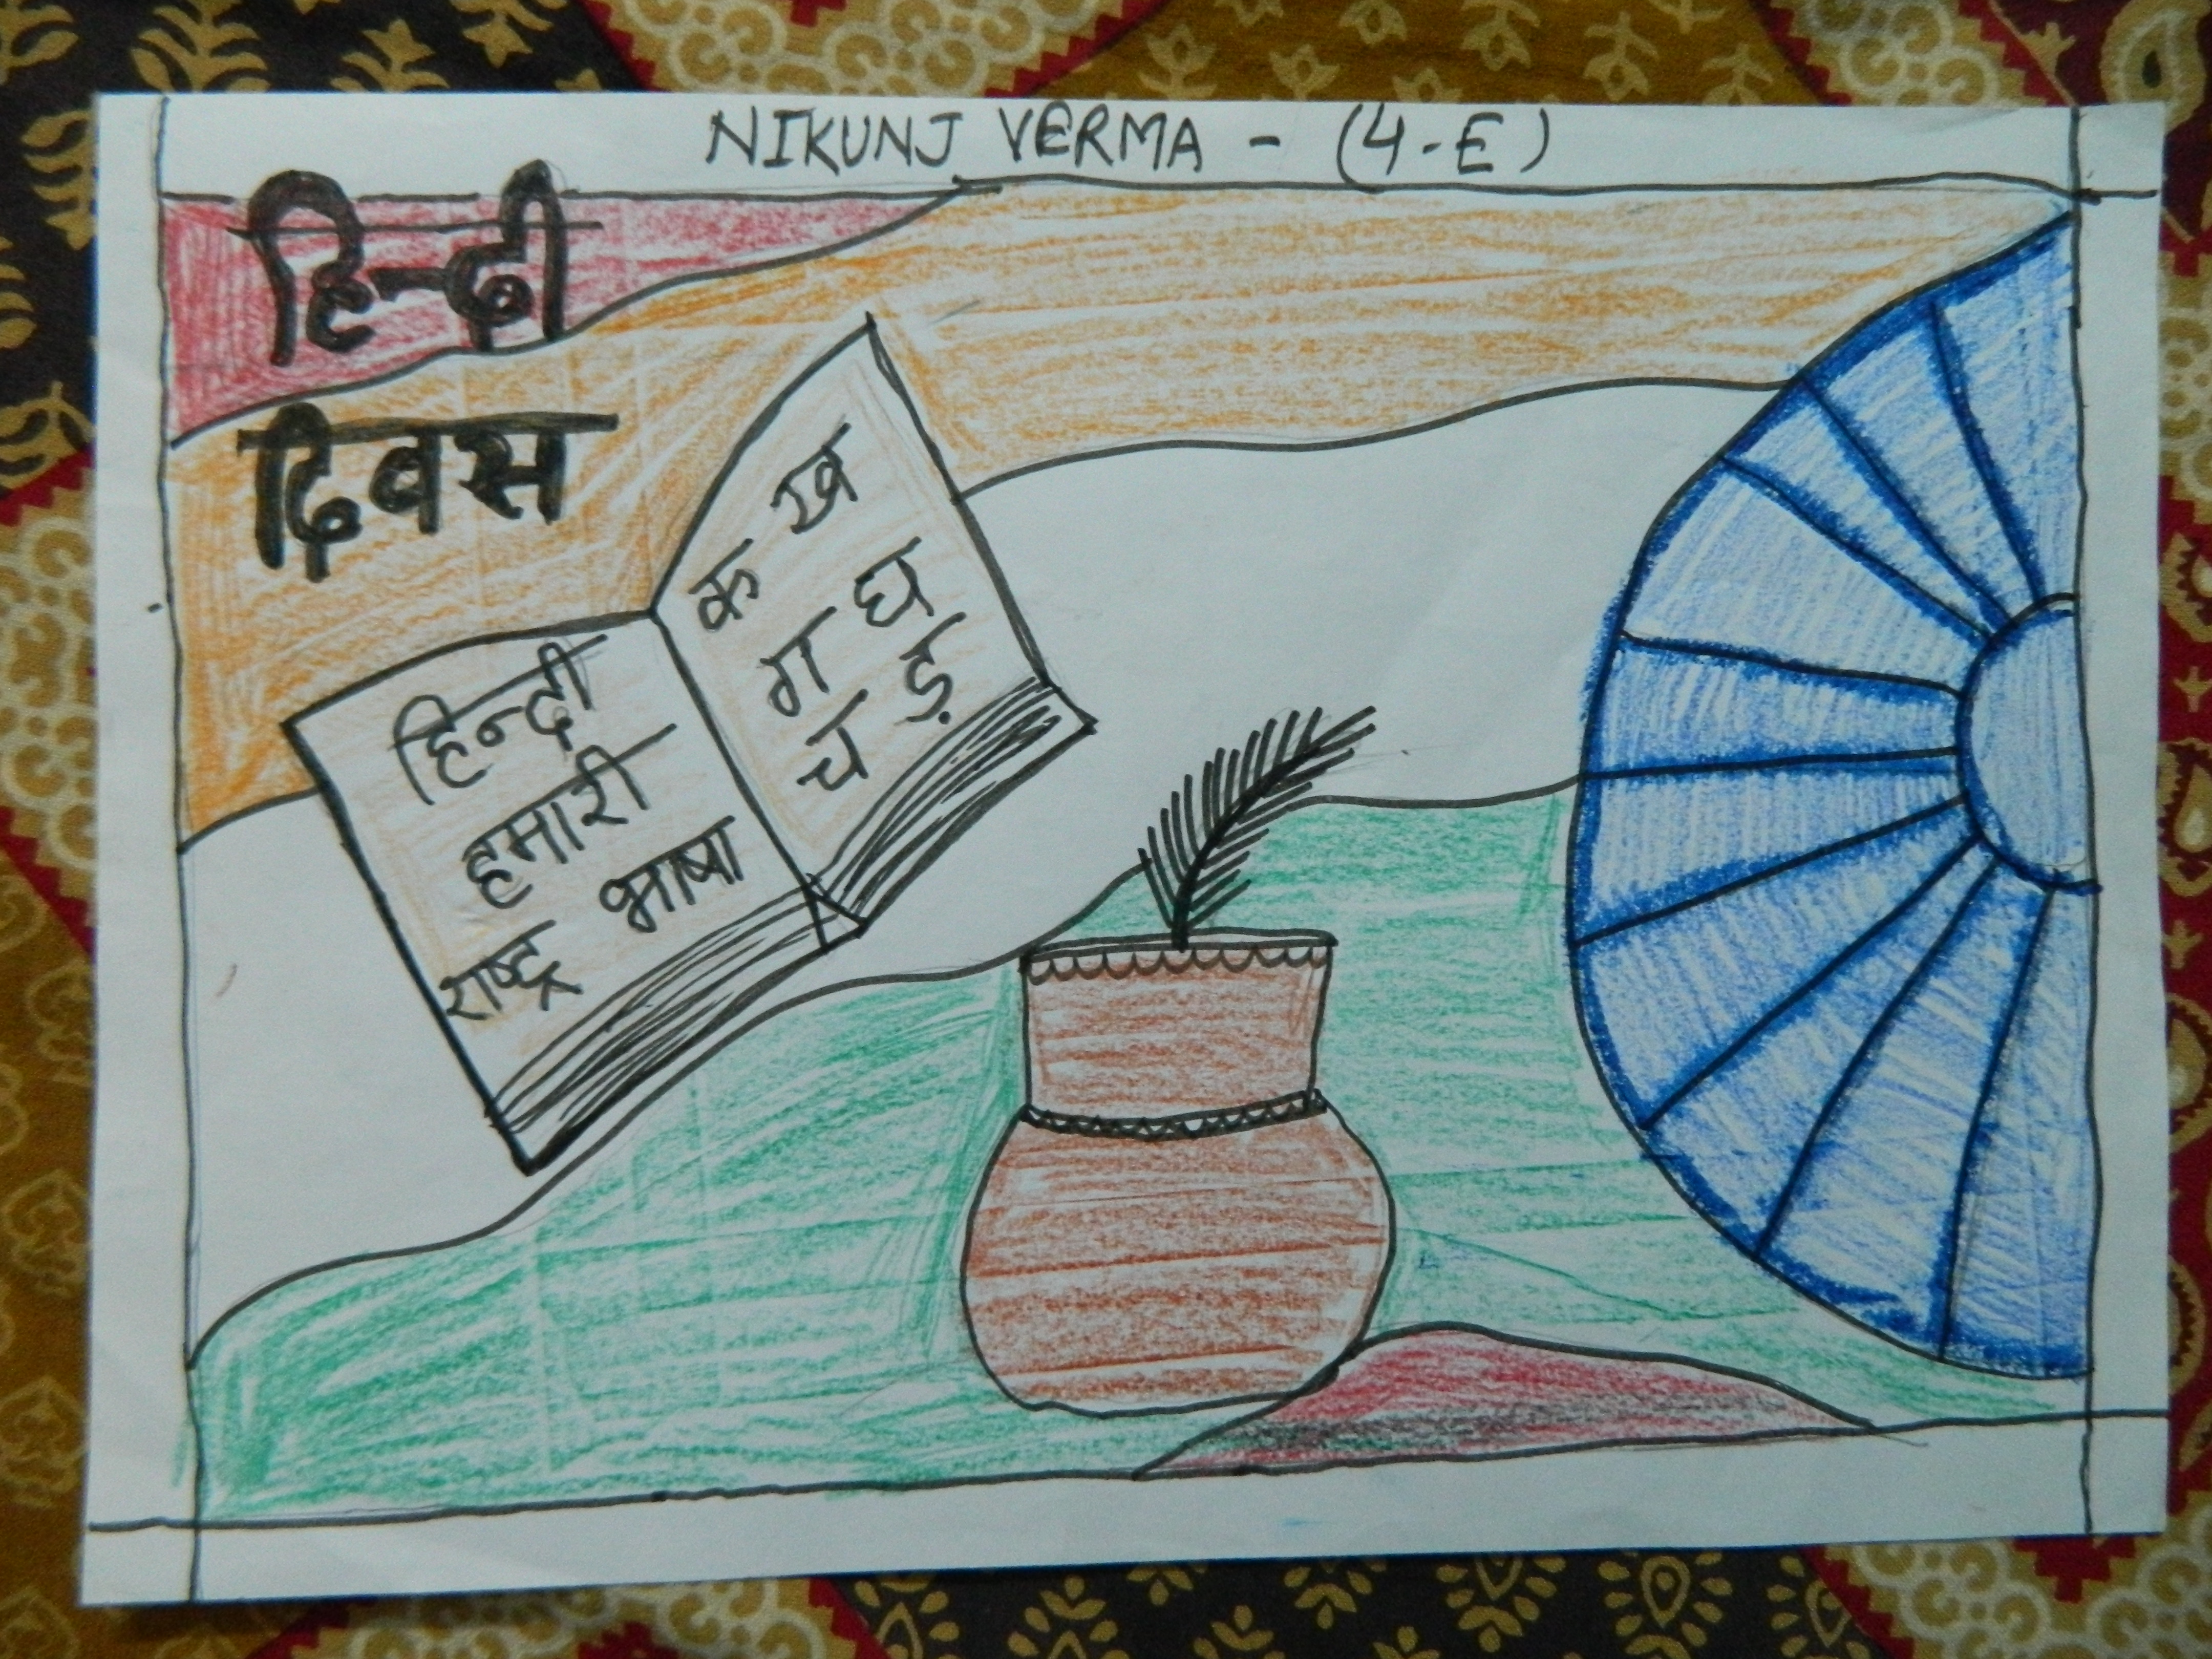 NIKUNJ VERMA - (4-E)
हिन्दी
दिवस
हिन्दी
हमारी
राष्ट्र भाषा
क ख
ग घ
च ड़